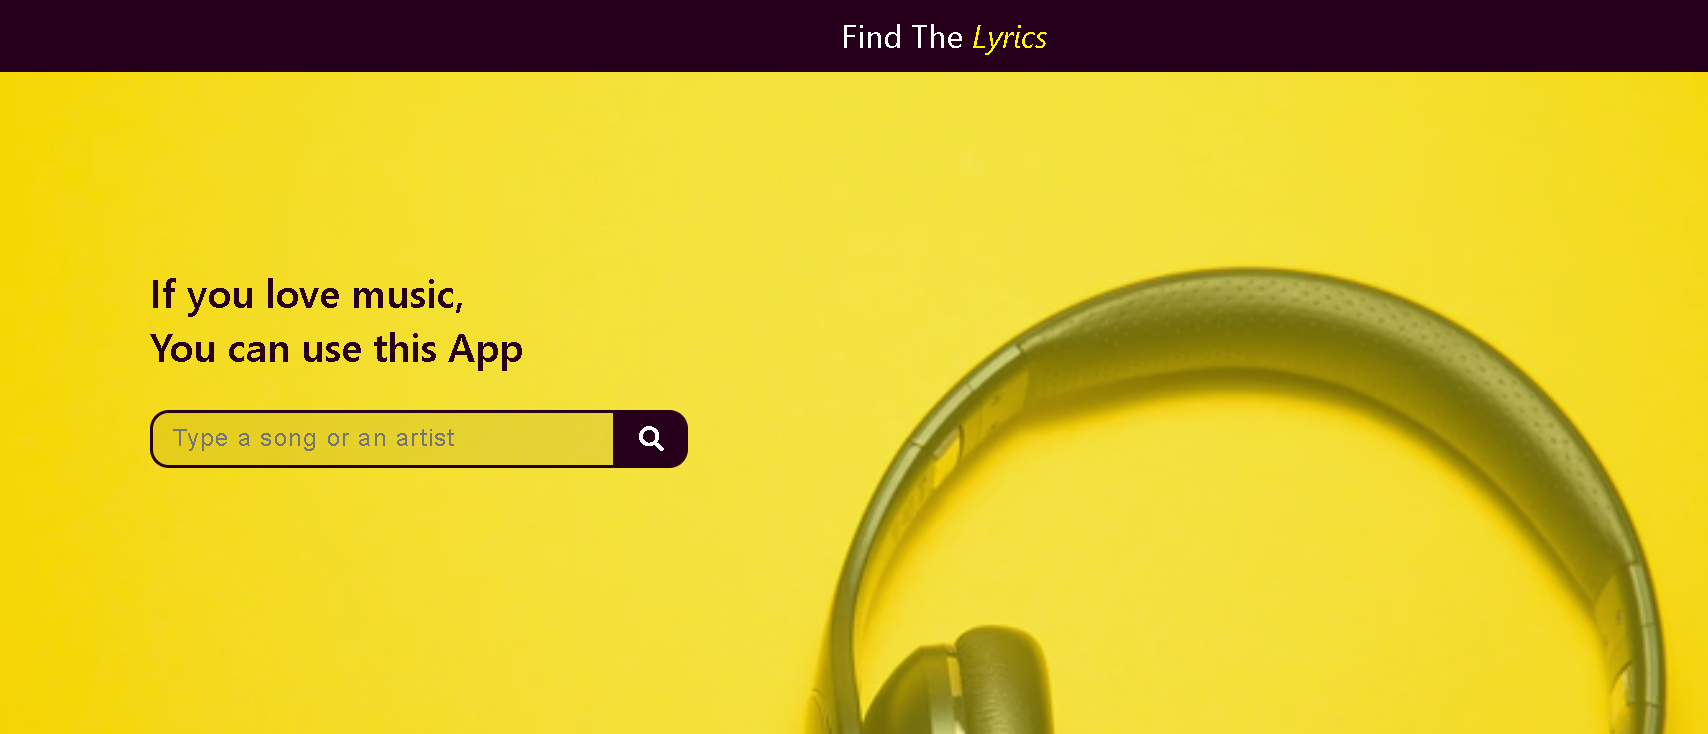 Find The Lyrics
If you love music,
You can use this App
Type a song or an artist